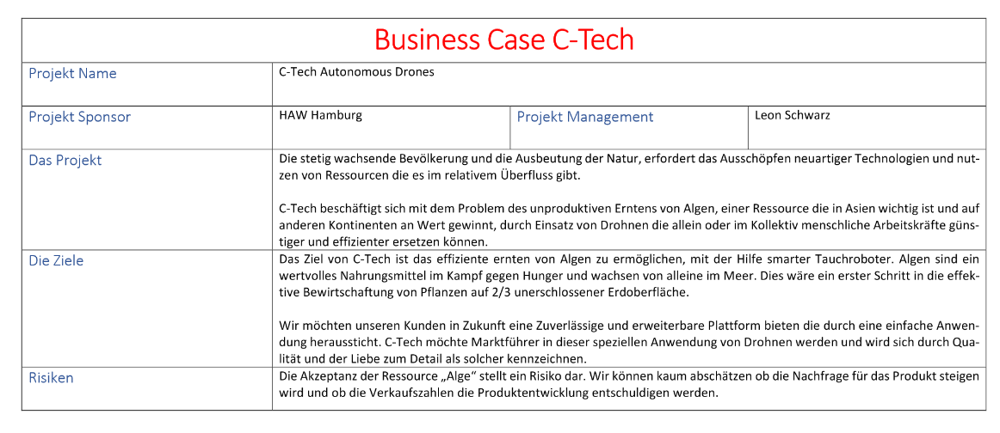 Business Case C-Tech
Projekt Name
C-Tech Autonomous Drones
Projekt Sponsor
HAW Hamburg
Projekt Management
Leon Schwarz
Das Projekt
Die stetig wachsende Bevölkerung und die Ausbeutung der Natur, erfordert das Ausschöpfen neuartiger Technologien und nut-
zen von Ressourcen die es im relativem Überfluss gibt.
C-Tech beschäftigt sich mit dem Problem des unproduktiven Erntens von Algen, einer Ressource die in Asien wichtig ist und auf
anderen Kontinenten an Wert gewinnt, durch Einsatz von Drohnen die allein oder im Kollektiv menschliche Arbeitskräfte güns-
tiger und effizienter ersetzen können.
Die Ziele
Das Ziel von C-Tech ist das effiziente ernten von Algen zu ermöglichen, mit der Hilfe smarter Tauchroboter. Algen sind ein
wertvolles Nahrungsmittel im Kampf gegen Hunger und wachsen von alleine im Meer. Dies wäre ein erster Schritt in die effek-
tive Bewirtschaftung von Pflanzen auf 2/3 unerschlossener Erdoberfläche.
Wir möchten unseren Kunden in Zukunft eine Zuverlässige und erweiterbare Plattform bieten die durch eine einfache Anwen-
dung heraussticht. C-Tech möchte Marktführer in dieser speziellen Anwendung von Drohnen werden und wird sich durch Qua-
lität und der Liebe zum Detail als solcher kennzeichnen.
Risiken
Die Akzeptanz der Ressource „Alge“ stellt ein Risiko dar. Wir können kaum abschätzen ob die Nachfrage für das Produkt steigen
wird und ob die Verkaufszahlen die Produktentwicklung entschuldigen werden.